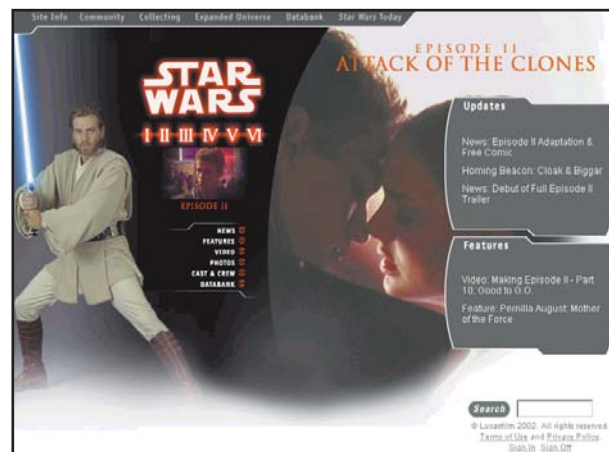 Site Info Community Collecting Expanded Universe Databank Star Wars Today
EPISODE II
ATTACK OF THE CLONES
STAR
WARS
I II III IV V VI
EPISODE II
NEWS
FEATURES
VIDEO
PHOTOS
CAST & CREW
DATABANK
Updates
News: Episode II Adaptation &
Free Comic
Homing Beacon: Cloak & Biggar
News: Debut of Full Episode II
Trailer
Features
Video: Making Episode II - Part
10: Good to G.O.
Feature: Pernilla August: Mother
of the Force
Search
© Lucasfilm 2002. All rights reserved.
Terms of Use and Privacy Policy.
Sign In Sign Off